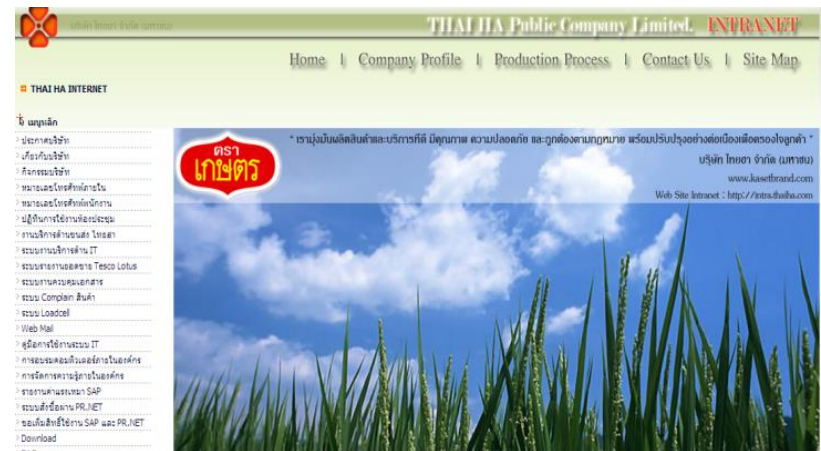 บริษัท ไทยฮา จำกัด (มหาชน)
THAI HA Public Company Limited. INTRANET
Home | Company Profile | Production Process | Contact Us | Site Map
THAI HA INTERNET
เมนูหลัก
ประกาศบริษัท
เกี่ยวกับบริษัท
กิจกรรมบริษัท
หมายเลขโทรศัพท์ภายใน
หมายเลขโทรศัพท์พนักงาน
ปฏิทินการใช้งานห้องประชุม
งานบริการด้านขนส่ง ไทยฮา
ระบบงานบริการด้าน IT
ระบบรายงานยอดขาย Tesco Lotus
ระบบงานควบคุมเอกสาร
ระบบ Complain สินค้า
ระบบ Loadcell
Web Mail
คู่มือการใช้งานระบบ IT
การอบรมคอมพิวเตอร์ภายในองค์กร
การจัดการความรู้ภายในองค์กร
รายงานค่าแรงเหมา SAP
ระบบสั่งซื้อผ่าน PR.NET
ขอเพิ่มสิทธิ์ใช้งาน SAP และ PR.NET
Download
ตรา
เกษตร
" เรามุ่งมั่นผลิตสินค้าและบริการที่ดี มีคุณภาพ ความปลอดภัย และถูกต้องตามกฎหมาย พร้อมปรับปรุงอย่างต่อเนื่องเพื่อครองใจลูกค้า "
บริษัท ไทยฮา จำกัด (มหาชน)
www.kasetbrand.com
Web Site Intranet : http://intra.thaiha.com